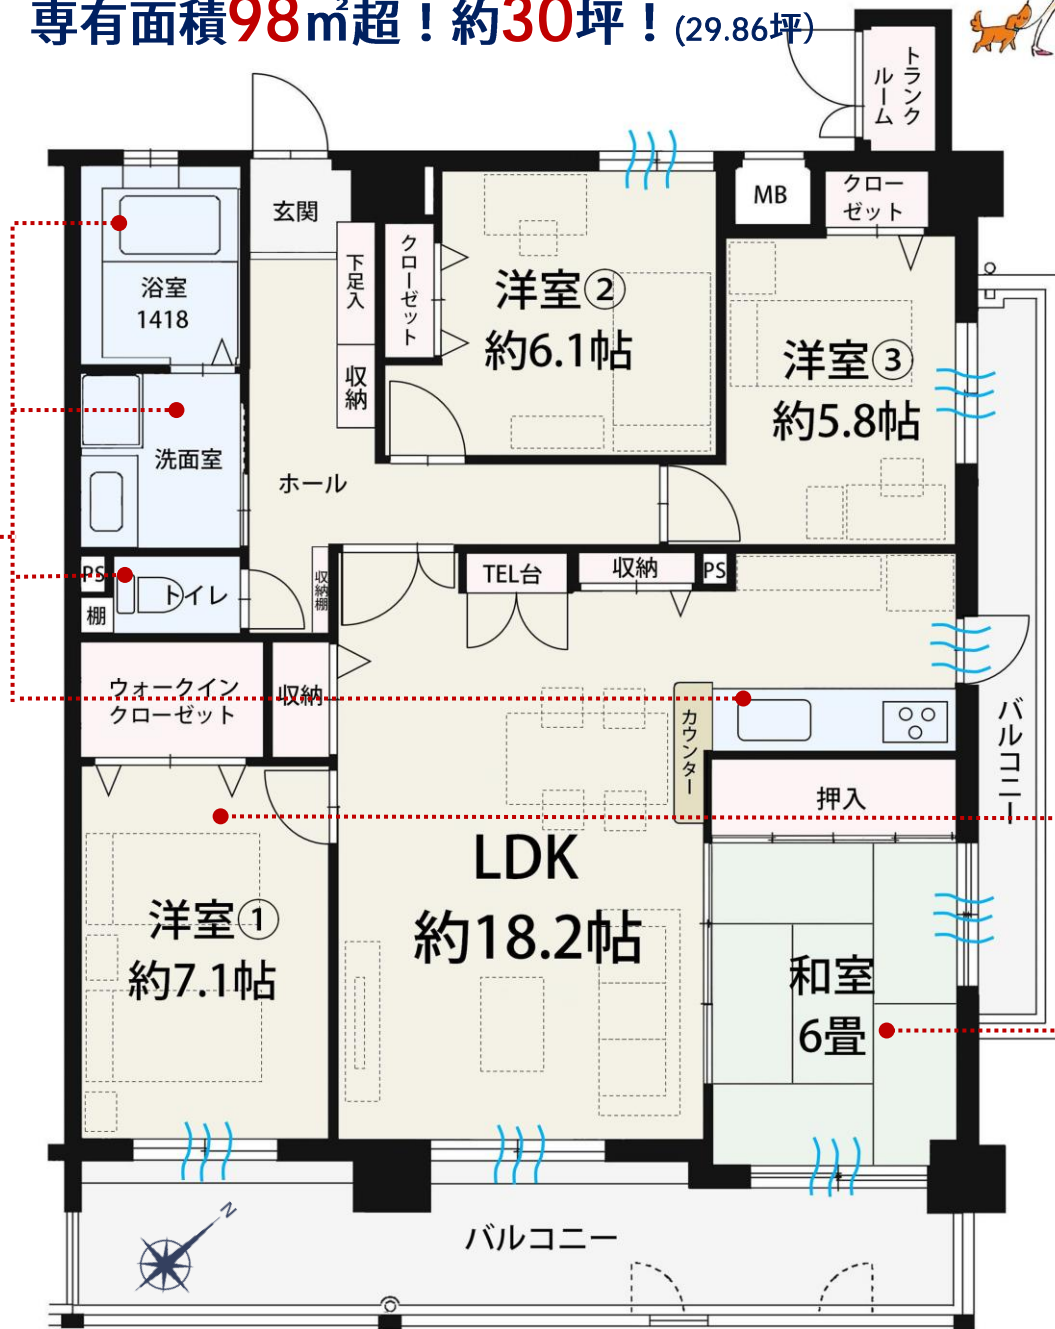 専有面積98㎡超！約30坪！(29.86坪)
トランク
ルーム
MB
クロー
ゼット
玄関
下足入
クローゼット
洋室②
約6.1帖
浴室
1418
収納
洋室③
約5.8帖
洗面室
ホール
PS
トイレ
棚
収納棚
TEL台
収納
PS
ウォークイン
クローゼット
収納
カウンター
バルコニー
押入
LDK
約18.2帖
洋室①
約7.1帖
和室
6畳
N
バルコニー